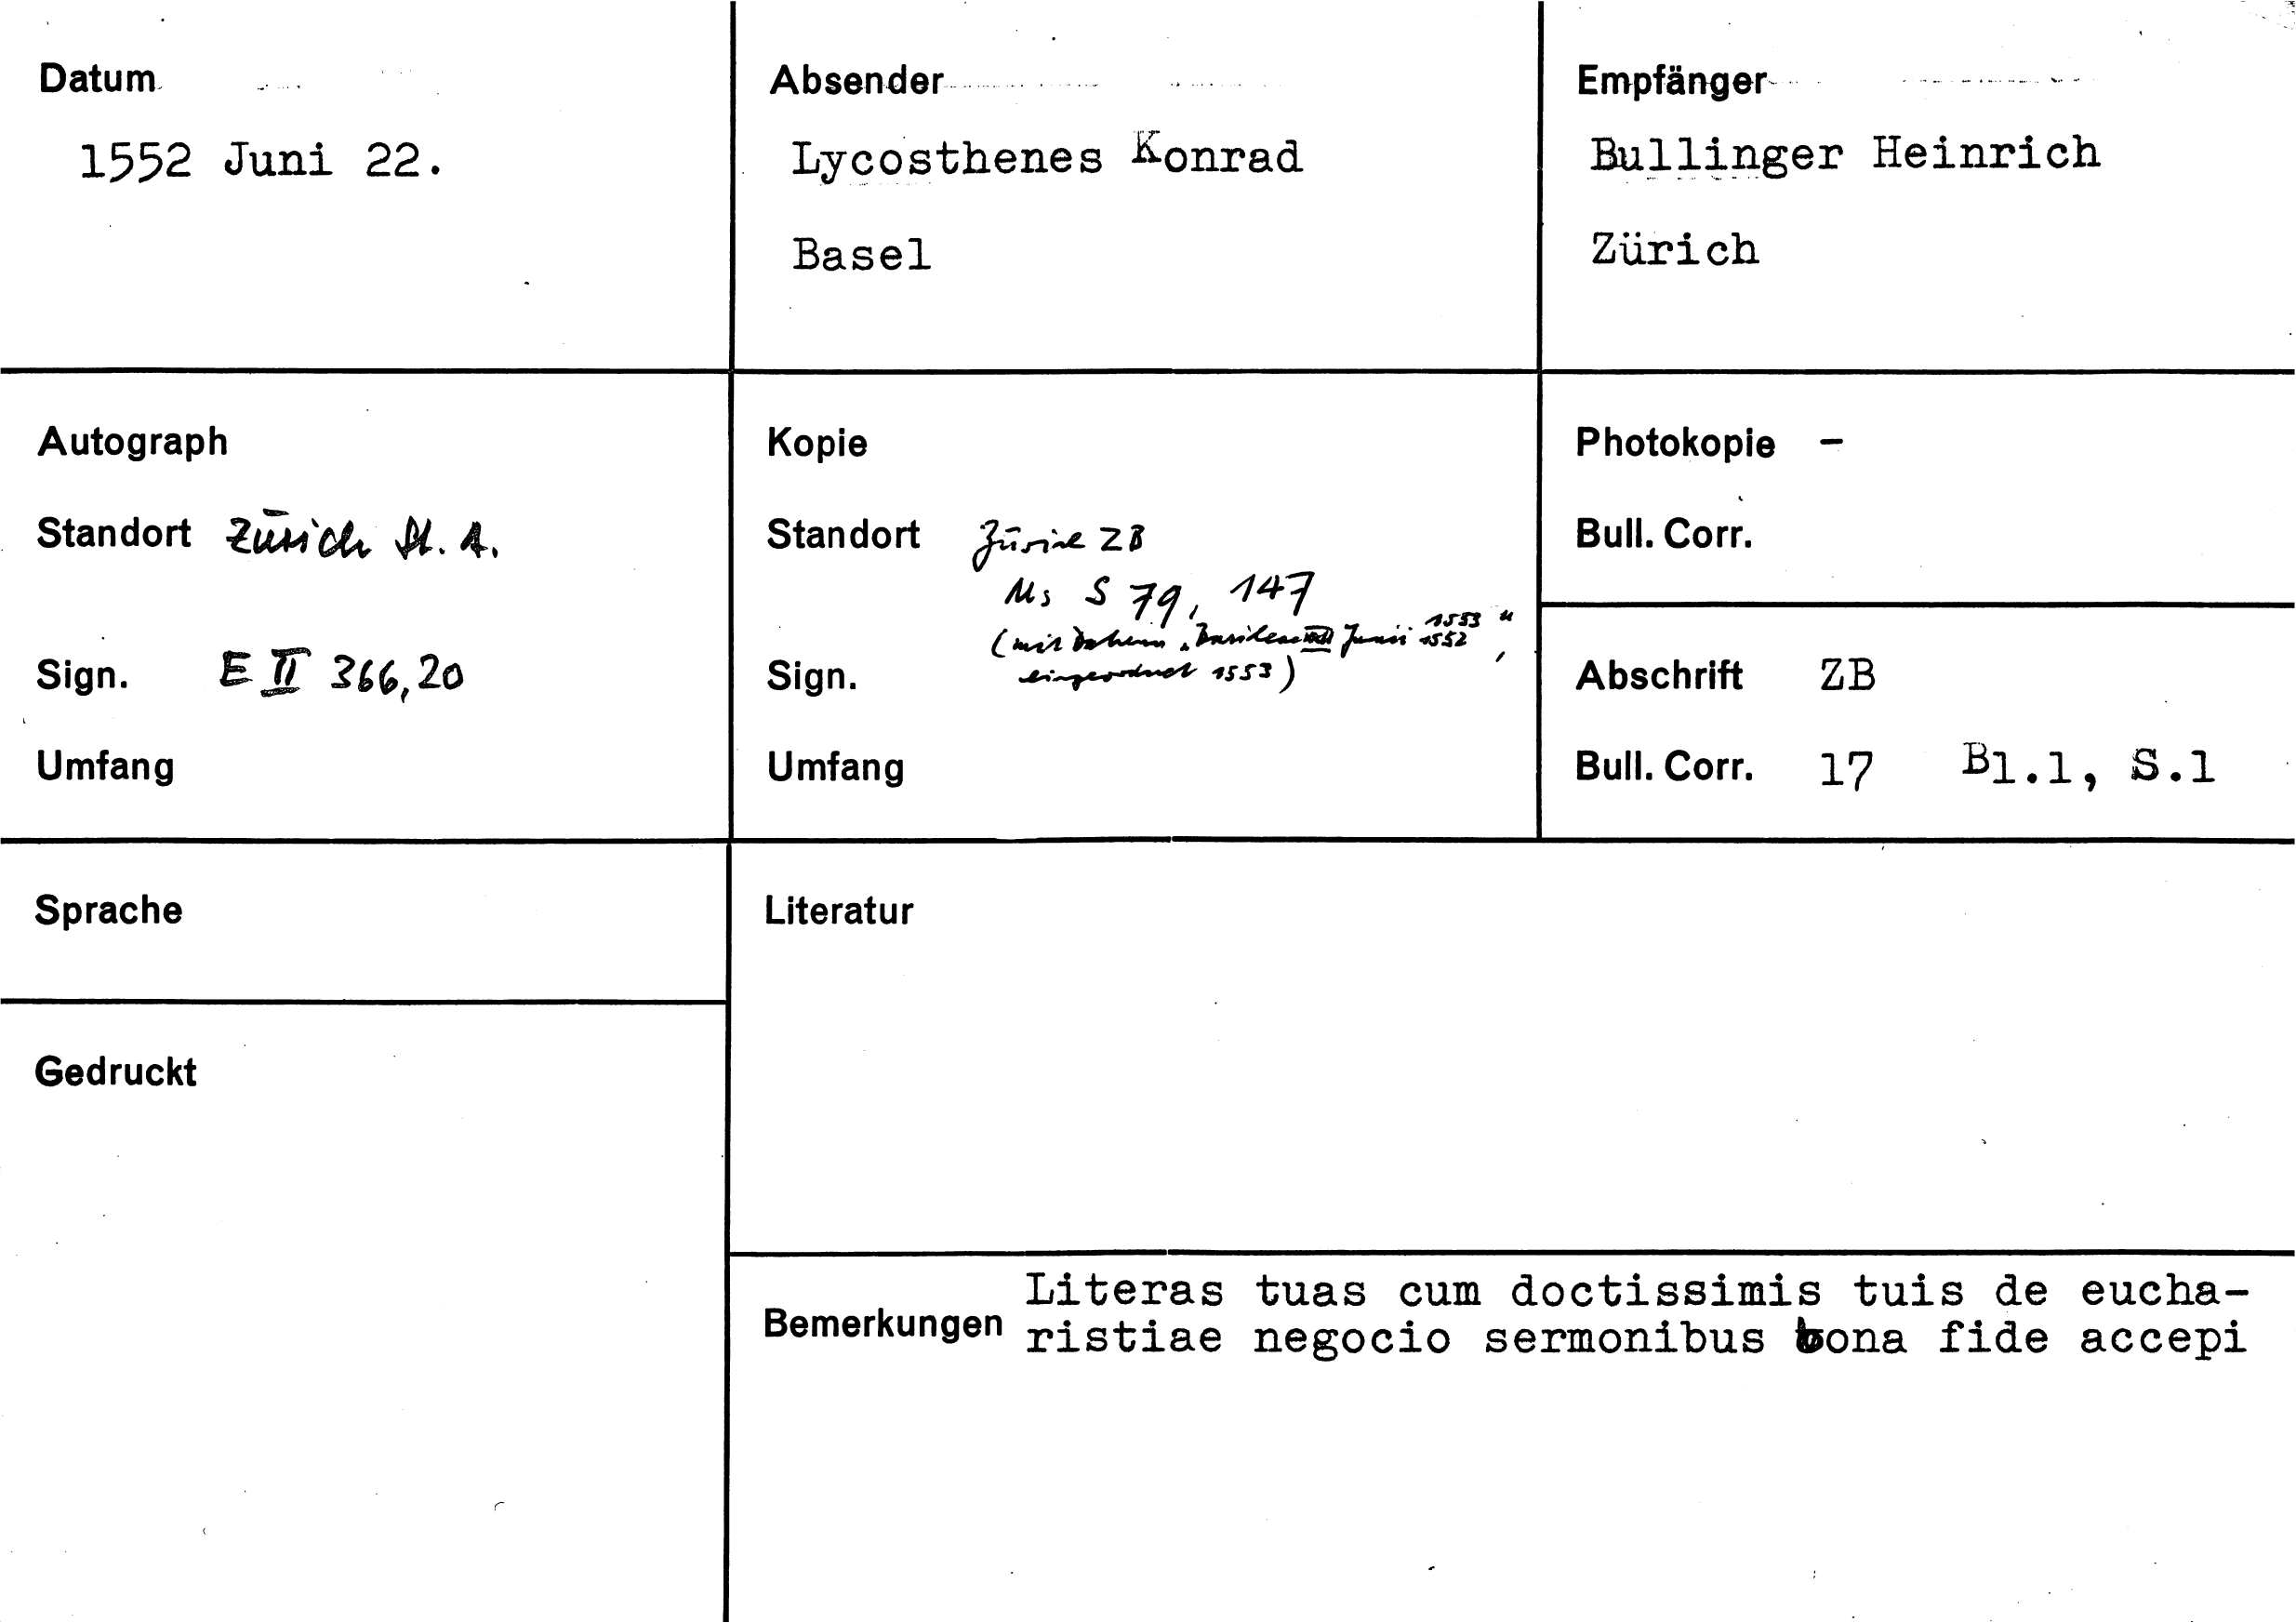 Datum
1552 Juni 22.
Absender
Lycosthenes Konrad
Basel
Empfänger
Bullinger Heinrich
Zürich
Autograph
Standort Zürich St. A.
Sign. E II 366,20
Umfang
Kopie
Standort Zürich ZB
Ms S 79, 147
(mit Datum „Basileae Junii 1552 1553“,
Sign. eingeordnet 1553)
Umfang
Photokopie -
Bull. Corr.
Abschrift ZB
Bull. Corr. 17 Bl.1, S.1
Sprache
Gedruckt
Literatur
Bemerkungen
Literas tuas cum doctissimis tuis de eucha-
ristiae negocio sermonibus bona fide accepi